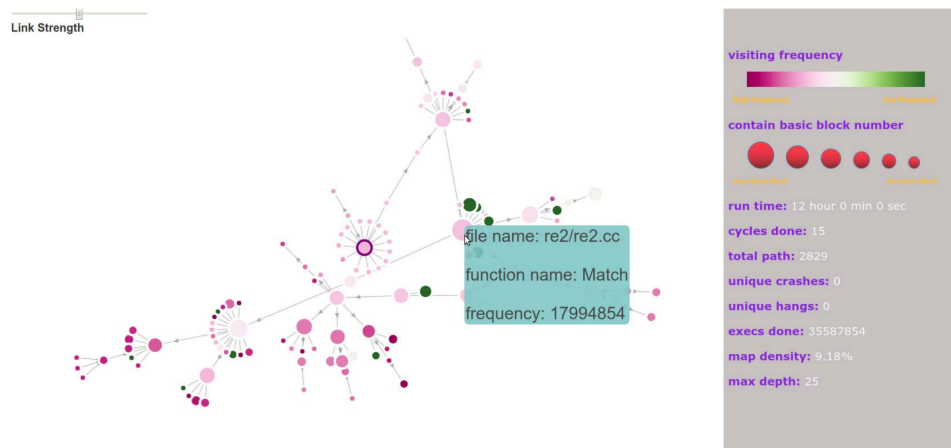 Link Strength
visiting frequency
contain basic block number
file name: re2/re2.cc
function name: Match
frequency: 17994854
run time: 12 hour 0 min 0 sec
cycles done: 15
total path: 2829
unique crashes: 0
unique hangs: 0
execs done: 35587854
map density: 9.18%
max depth: 25